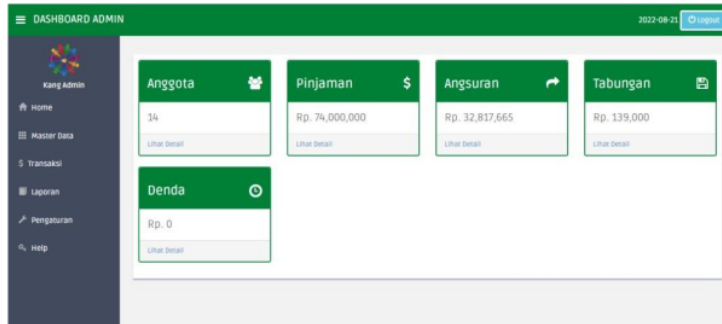 DASHBOARD ADMIN
2022-08-21 Logout
Kang Admin
Home
Master Data
$ Transaksi
Laporan
Pengaturan
Help
Anggota
14
Lihat Detail
Pinjaman $
Rp. 74,000,000
Lihat Detail
Angsuran
Rp. 32,817,665
Lihat Detail
Tabungan
Rp. 139,000
Lihat Detail
Denda
Rp. 0
Lihat Detail